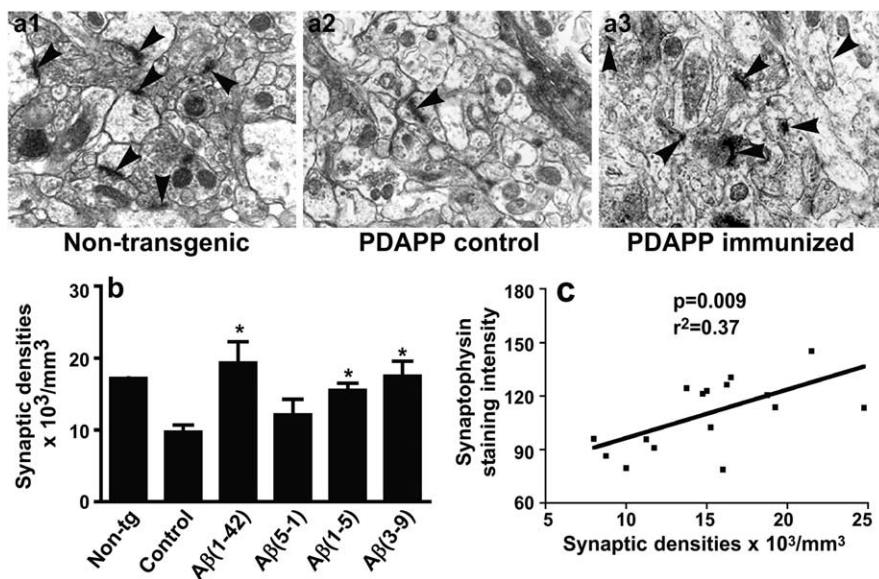 a1
a2
a3
Non-transgenic
PDAPP control
PDAPP immunized
b
Synaptic densities
x 10³/mm³
30
20
10
0
*
*
*
Non-tg
Control
Aβ(1-42)
Aβ(5-1)
Aβ(1-5)
Aβ(3-9)
c
p=0.009
r²=0.37
Synaptophysin
staining intensity
180
150
120
90
60
5
10
15
20
25
Synaptic densities x 10³/mm³